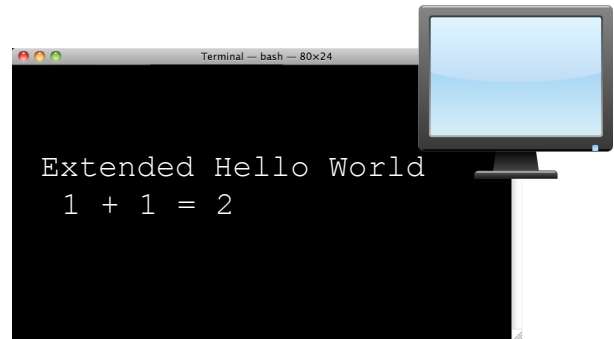 Terminal — bash — 80×24
Extended Hello World
1 + 1 = 2